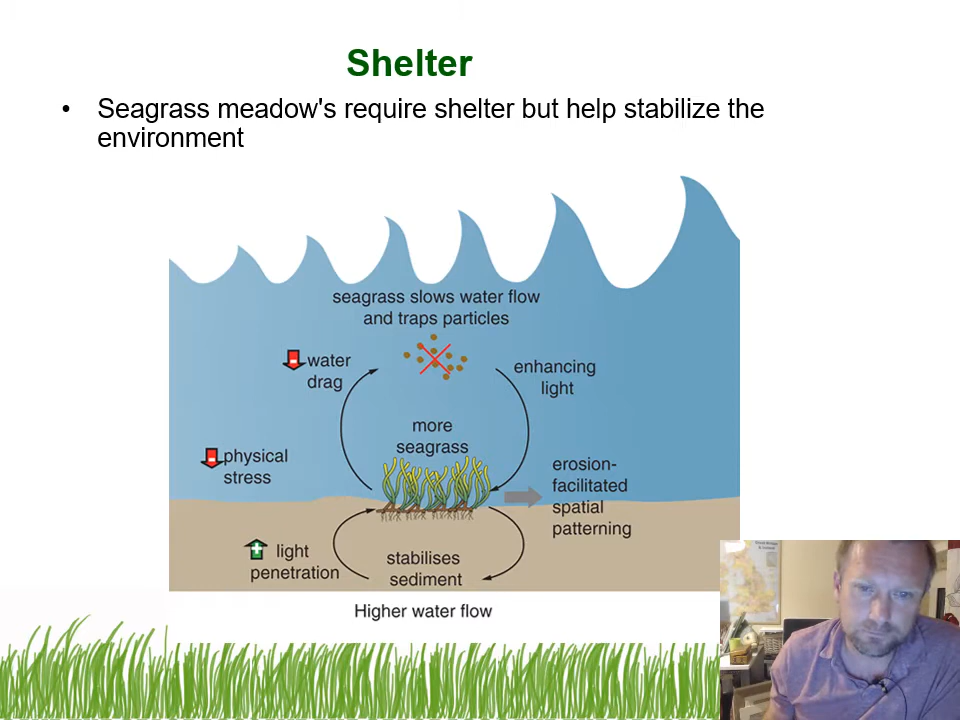 Shelter
• Seagrass meadow's require shelter but help stabilize the
environment
seagrass slows water flow
and traps particles
water
drag
enhancing
light
more
seagrass
physical
stress
erosion-
facilitated
spatial
patterning
light
penetration
stabilises
sediment
Higher water flow